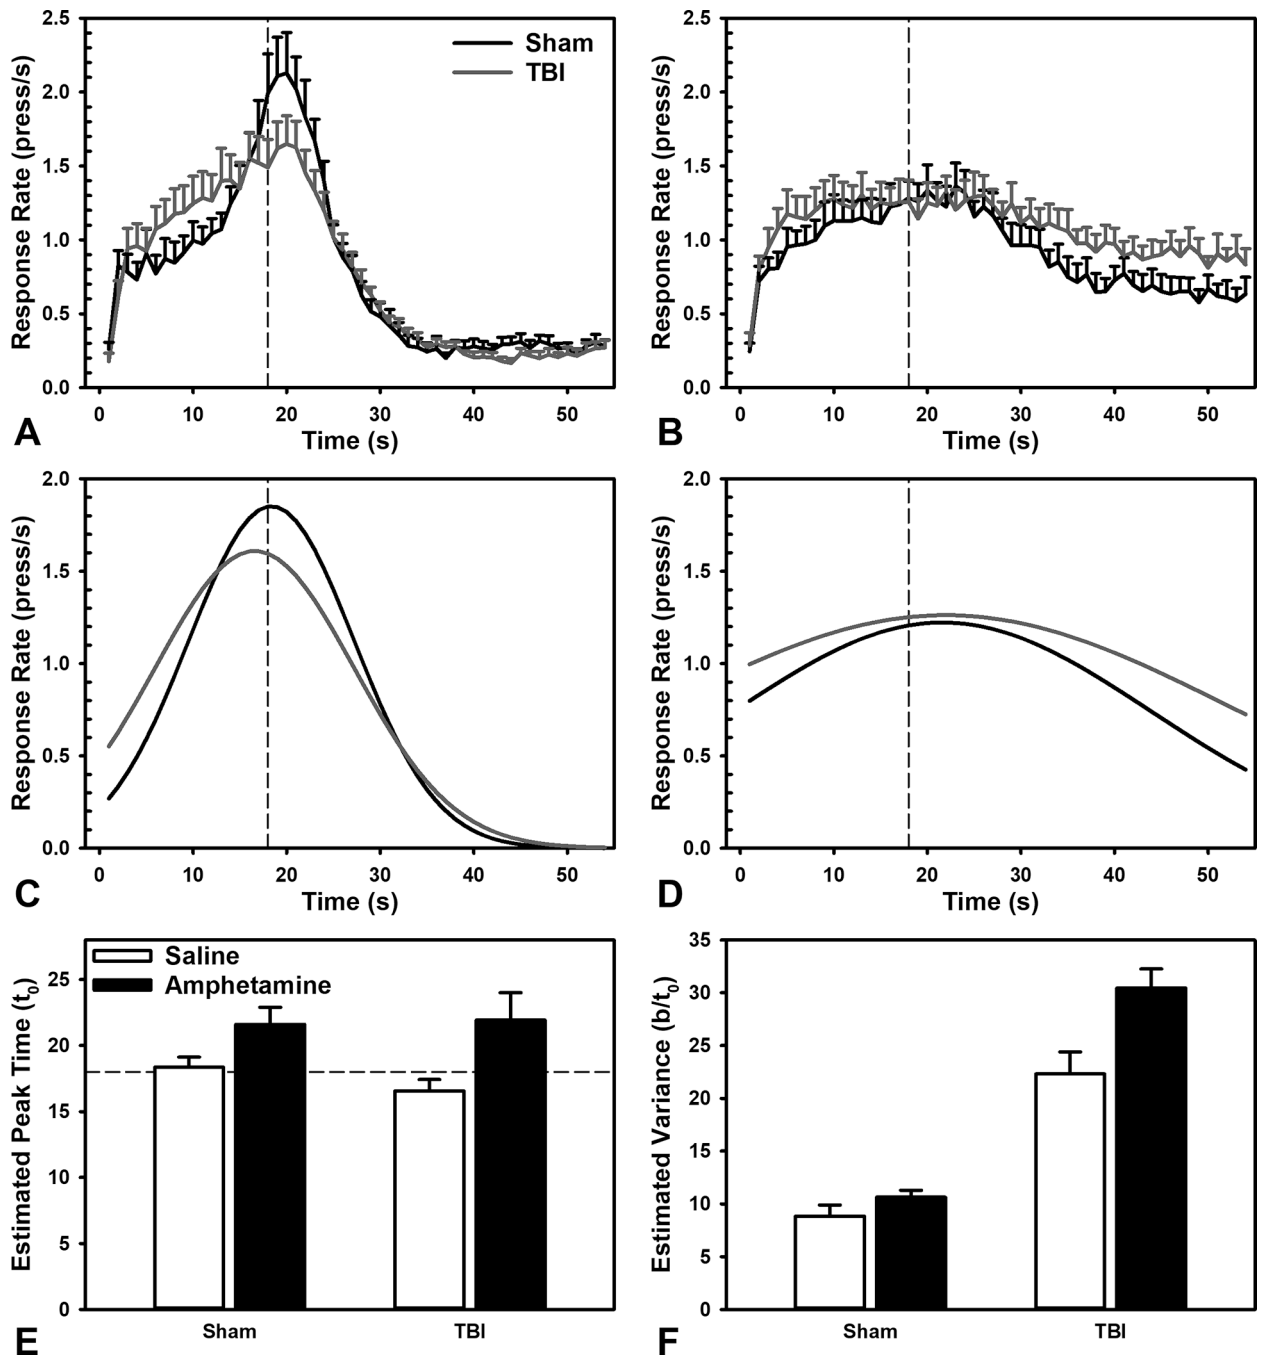 Response Rate (press/s)
2.5
2.0
1.5
1.0
0.5
0.0
Sham
TBI
0 10 20 30 40 50
Time (s)
A
Response Rate (press/s)
2.5
2.0
1.5
1.0
0.5
0.0
0 10 20 30 40 50
Time (s)
B
Response Rate (press/s)
2.0
1.5
1.0
0.5
0.0
0 10 20 30 40 50
Time (s)
C
Response Rate (press/s)
2.0
1.5
1.0
0.5
0.0
0 10 20 30 40 50
Time (s)
D
Estimated Peak Time (t0)
25
20
15
10
5
0
Saline
Amphetamine
Sham TBI
E
Estimated Variance (b/t0)
35
30
25
20
15
10
5
0
Sham TBI
F